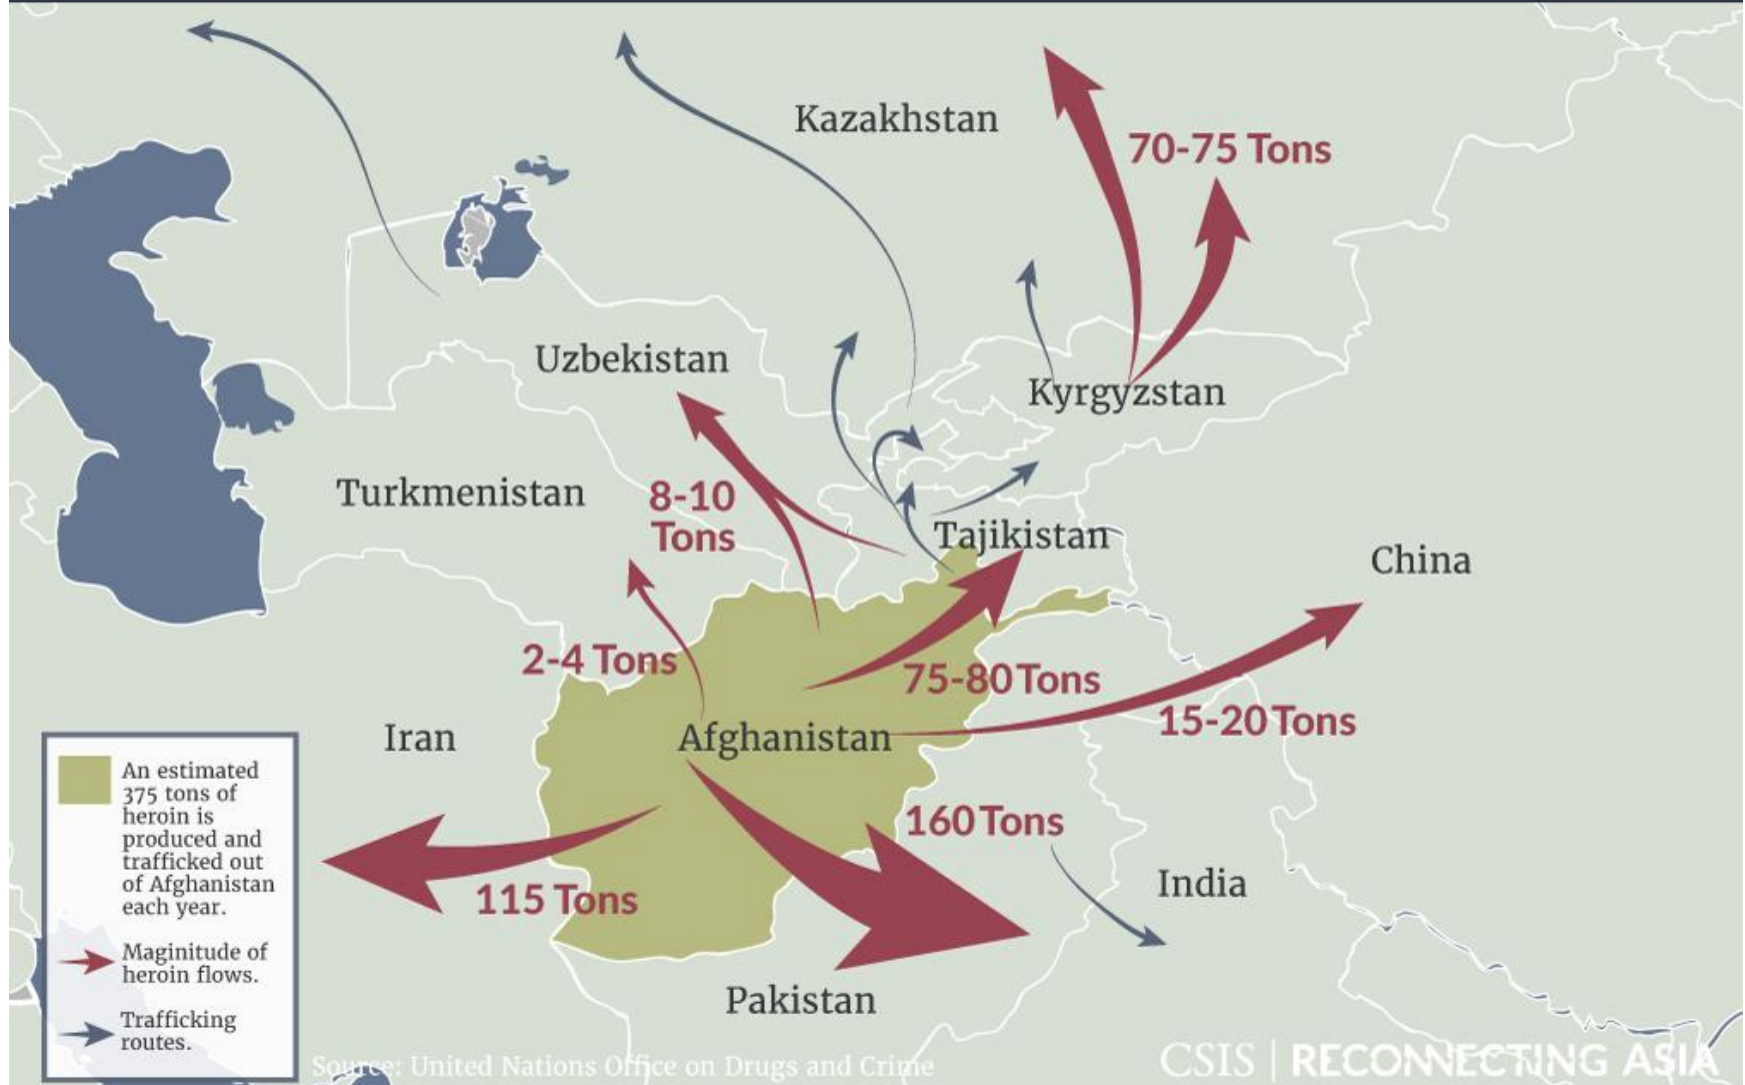 Kazakhstan
70-75 Tons
Uzbekistan
Kyrgyzstan
Turkmenistan
8-10
Tons
Tajikistan
China
2-4 Tons
75-80 Tons
15-20 Tons
Iran
Afghanistan
160 Tons
India
115 Tons
Pakistan
An estimated
375 tons of
heroin is
produced and
trafficked out
of Afghanistan
each year.
Maginitude of
heroin flows.
Trafficking
routes.
Source: United Nations Office on Drugs and Crime
CSIS | RECONNECTING ASIA